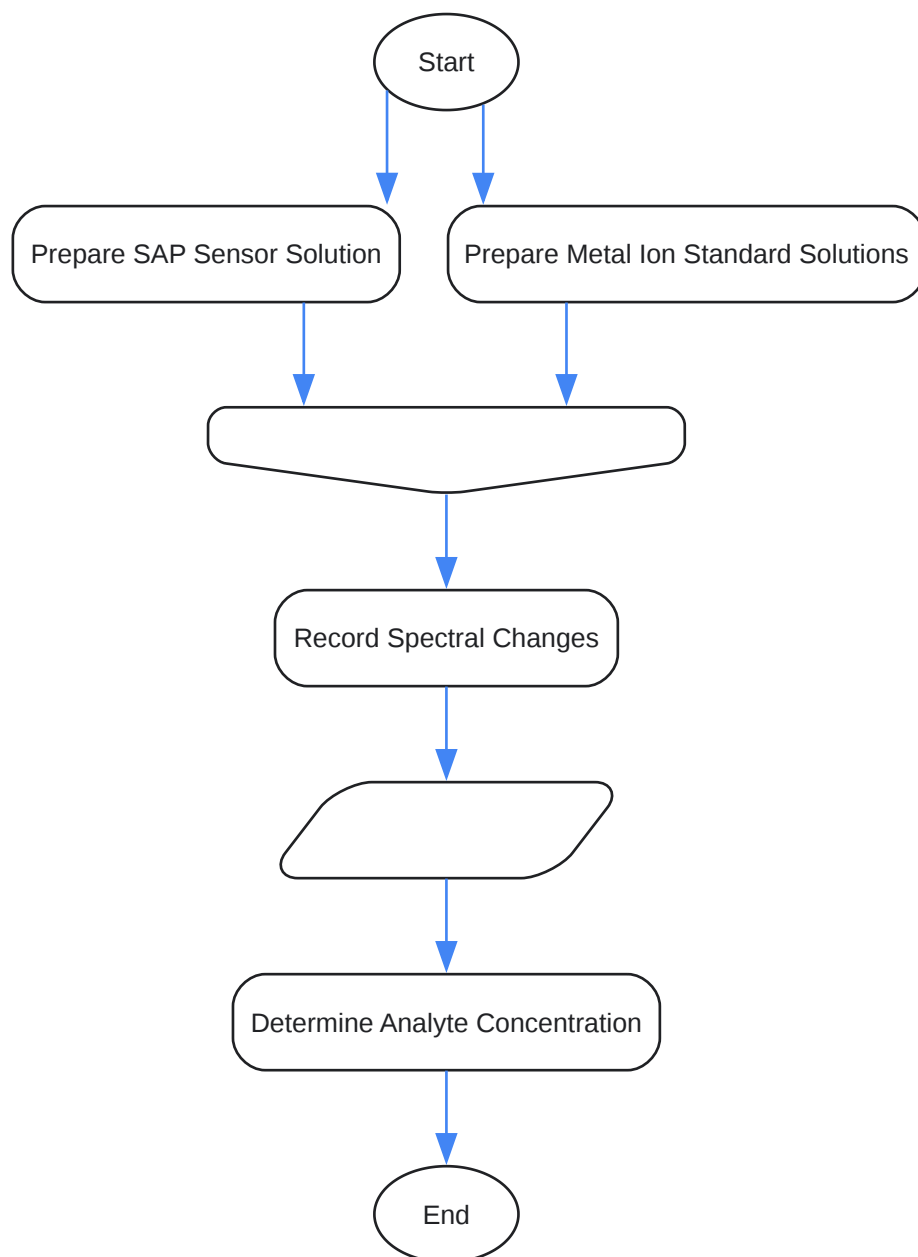 Start
Prepare SAP Sensor Solution
Prepare Metal Ion Standard Solutions
Record Spectral Changes
Determine Analyte Concentration
End